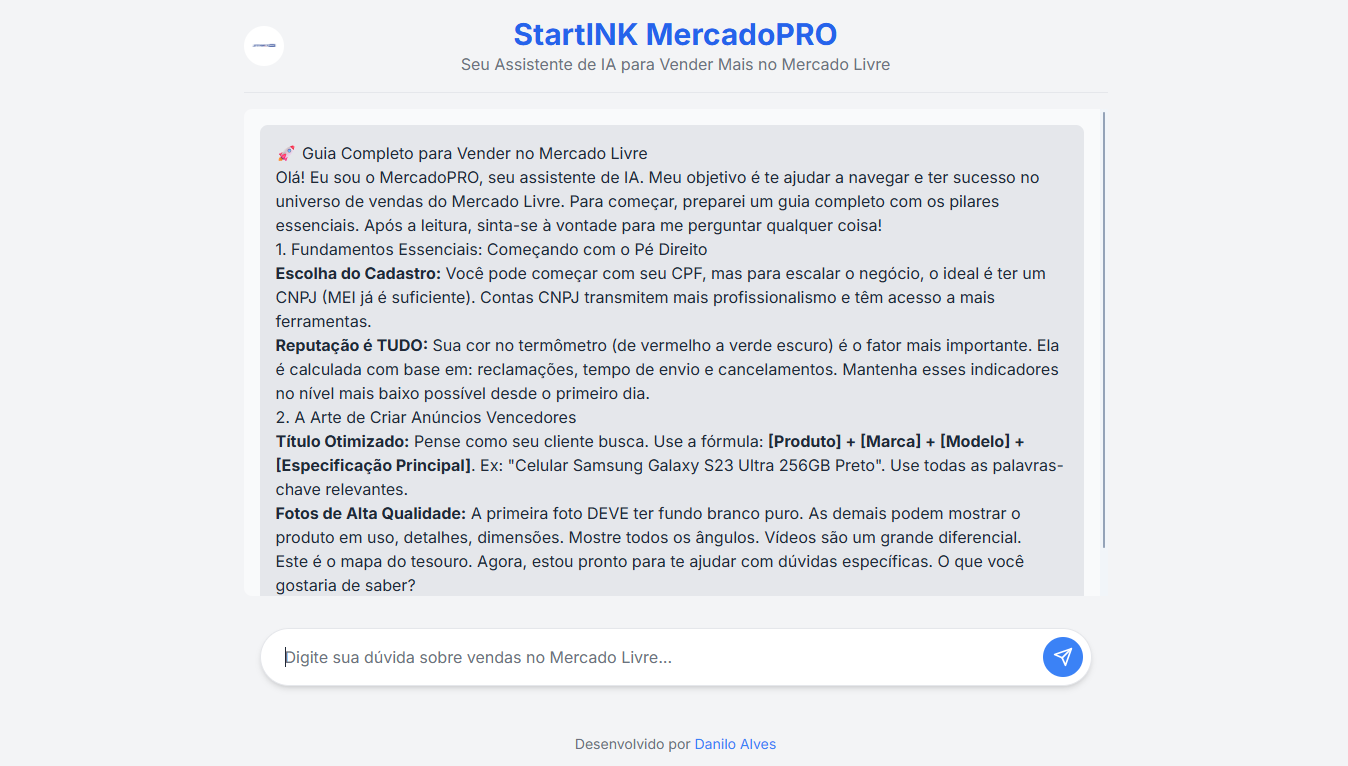 StartINK MercadoPRO
Seu Assistente de IA para Vender Mais no Mercado Livre
🚀 Guia Completo para Vender no Mercado Livre
Olá! Eu sou o MercadoPRO, seu assistente de IA. Meu objetivo é te ajudar a navegar e ter sucesso no
universo de vendas do Mercado Livre. Para começar, preparei um guia completo com os pilares
essenciais. Após a leitura, sinta-se à vontade para me perguntar qualquer coisa!
1. Fundamentos Essenciais: Começando com o Pé Direito
Escolha do Cadastro: Você pode começar com seu CPF, mas para escalar o negócio, o ideal é ter um
CNPJ (MEI já é suficiente). Contas CNPJ transmitem mais profissionalismo e têm acesso a mais
ferramentas.
Reputação é TUDO: Sua cor no termômetro (de vermelho a verde escuro) é o fator mais importante. Ela
é calculada com base em: reclamações, tempo de envio e cancelamentos. Mantenha esses indicadores
no nível mais baixo possível desde o primeiro dia.
2. A Arte de Criar Anúncios Vencedores
Título Otimizado: Pense como seu cliente busca. Use a fórmula: [Produto] + [Marca] + [Modelo] +
[Especificação Principal]. Ex: "Celular Samsung Galaxy S23 Ultra 256GB Preto". Use todas as palavras-
chave relevantes.
Fotos de Alta Qualidade: A primeira foto DEVE ter fundo branco puro. As demais podem mostrar o
produto em uso, detalhes, dimensões. Mostre todos os ângulos. Vídeos são um grande diferencial.
Este é o mapa do tesouro. Agora, estou pronto para te ajudar com dúvidas específicas. O que você
gostaria de saber?
Digite sua dúvida sobre vendas no Mercado Livre...
Desenvolvido por Danilo Alves